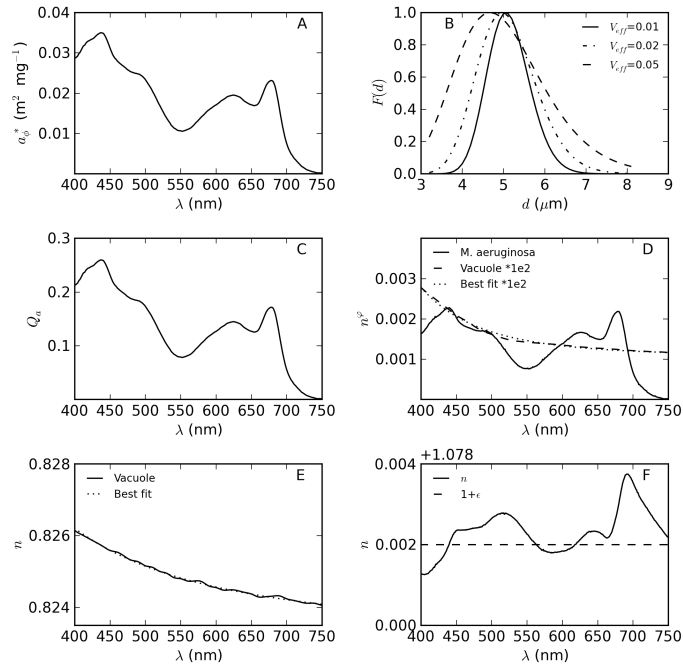 A
0.04
0.03
0.02
0.01
a*ϕ (m² mg⁻¹)
400 450 500 550 600 650 700 750
λ (nm)
B
V_eff=0.01
V_eff=0.02
V_eff=0.05
1.0
0.8
0.6
0.4
0.2
0.0
F(d)
3 4 5 6 7 8 9
d (μm)
C
0.3
0.2
0.1
Q_a
400 450 500 550 600 650 700 750
λ (nm)
D
M. aeruginosa
Vacuole *1e2
Best fit *1e2
0.003
0.002
0.001
n^φ
400 450 500 550 600 650 700 750
λ (nm)
E
Vacuole
Best fit
0.828
0.826
0.824
n
400 450 500 550 600 650 700 750
λ (nm)
+1.078
F
n
1+ϵ
0.004
0.002
0.000
n
400 450 500 550 600 650 700 750
λ (nm)